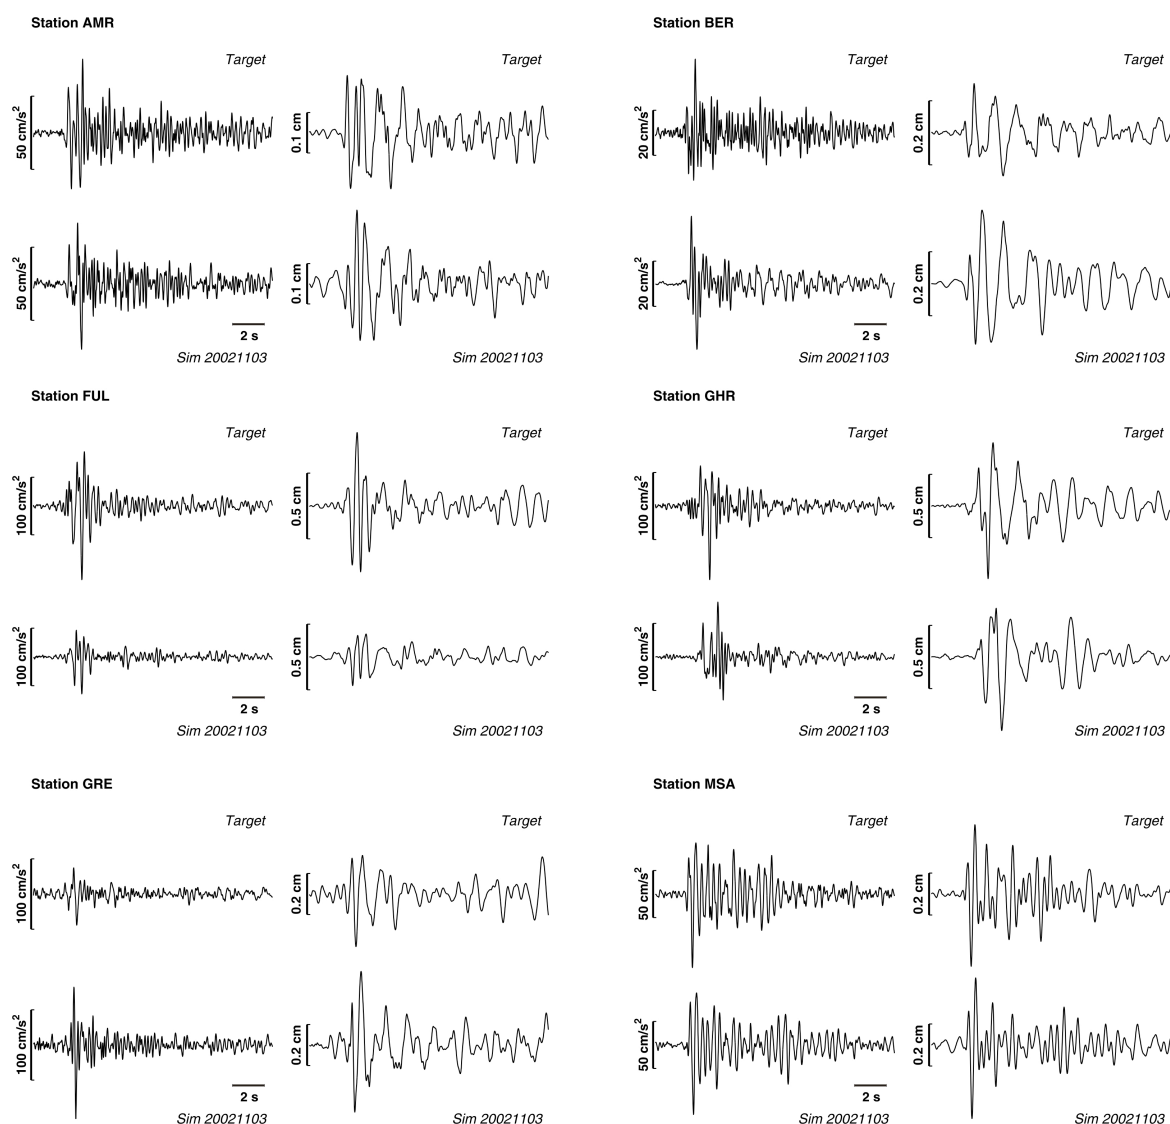 Station AMR
Station BER
Target
Target
Target
Target
50 cm/s²
0.1 cm
20 cm/s²
0.2 cm
50 cm/s²
0.1 cm
20 cm/s²
0.2 cm
2 s
2 s
Sim 20021103
Sim 20021103
Sim 20021103
Sim 20021103
Station FUL
Station GHR
Target
Target
Target
Target
100 cm/s²
0.5 cm
100 cm/s²
0.5 cm
100 cm/s²
0.5 cm
100 cm/s²
0.5 cm
2 s
2 s
Sim 20021103
Sim 20021103
Sim 20021103
Sim 20021103
Station GRE
Station MSA
Target
Target
Target
Target
100 cm/s²
0.2 cm
50 cm/s²
0.2 cm
100 cm/s²
0.2 cm
50 cm/s²
0.2 cm
2 s
2 s
Sim 20021103
Sim 20021103
Sim 20021103
Sim 20021103